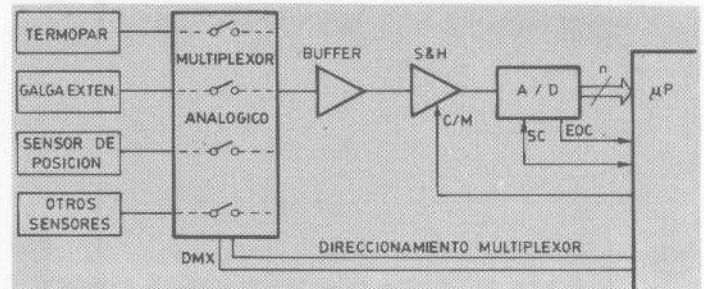 TERMOPAR
GALGA EXTEN.
SENSOR DE
POSICION
OTROS
SENSORES
MULTIPLEXOR
ANALOGICO
BUFFER
S&H
C/M
A / D
SC
EOC
n
μP
DMX
DIRECCIONAMIENTO MULTIPLEXOR